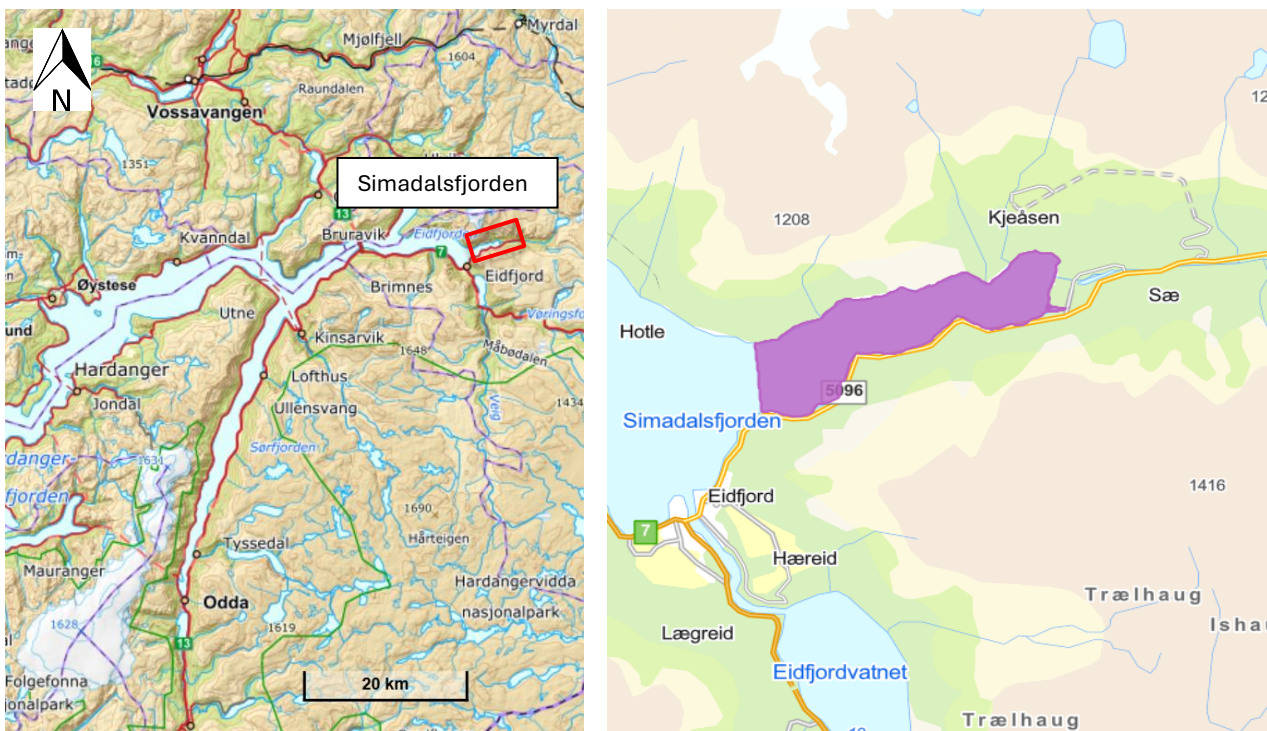 Myrdal
Mjølfjell
1604
N
Raundalen
Vossavangen
1351
Simadalsfjorden
13
Kvanndal
Bruravik
Eidfjorden
7
Eidfjord
Øystese
Brimnes
Utne
Vøringsfo
Kinsarvik
Måbødalen
1648
Hardanger
Lofthus
Jondal
Ullensvang
1434
Veig
Sørfjorden
1631
rdanger-
fjorden
1690
Hårteigen
Tyssedal
Mauranger
Hardangervidda
nasjonalpark
Odda
1628
1619
13
Folgefonna
jonalpark
20 km
12
1208
Kjeåsen
Sæ
Hotle
5096
Simadalsfjorden
1416
Eidfjord
7
Hæreid
Trælhaug
Ishau
Lægreid
Eidfjordvatnet
Trælhaug